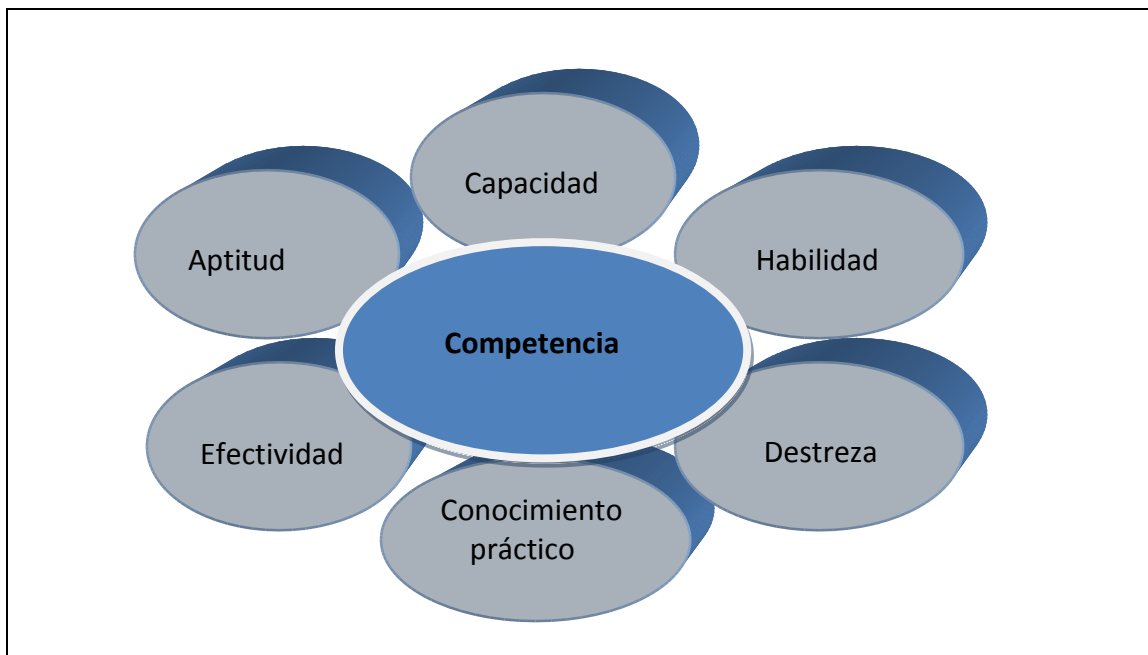 Capacidad
Aptitud
Habilidad
Competencia
Efectividad
Destreza
Conocimiento
práctico